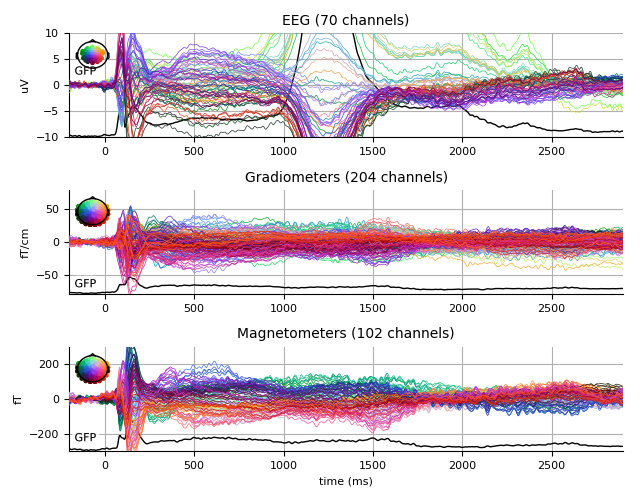 EEG (70 channels)
10
5
0
−5
−10
uV
GFP
0
500
1000
1500
2000
2500
Gradiometers (204 channels)
50
0
−50
fT/cm
GFP
0
500
1000
1500
2000
2500
Magnetometers (102 channels)
200
0
−200
fT
GFP
0
500
1000
1500
2000
2500
time (ms)